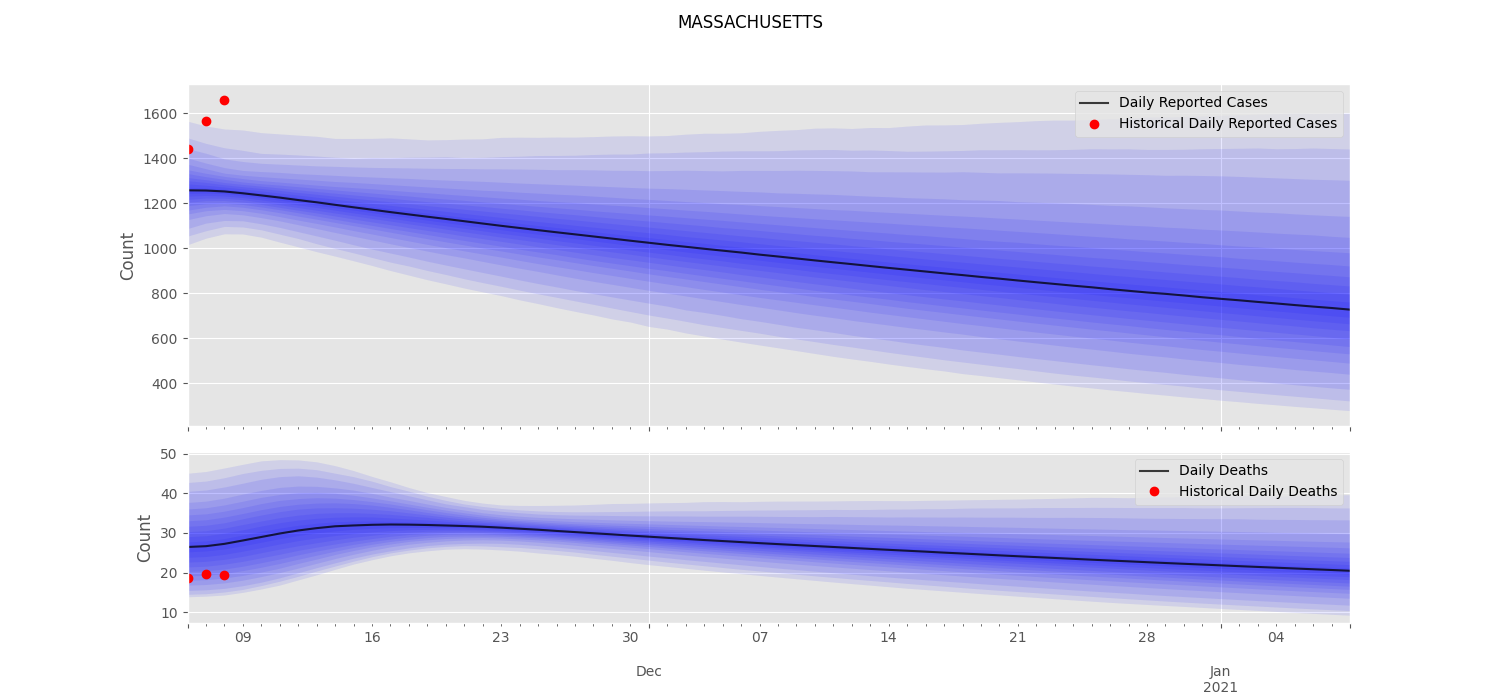 MASSACHUSETTS
1600
1400
1200
1000
800
600
400
Count
Daily Reported Cases
Historical Daily Reported Cases
50
40
30
20
10
Count
Daily Deaths
Historical Daily Deaths
09 16 23 30 07 14 21 28 04
Dec Jan
2021